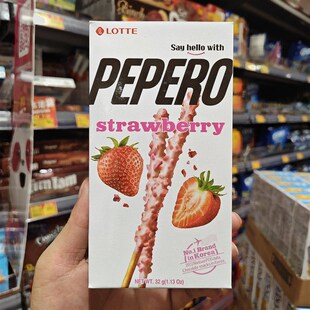 LOTTE
Say hello with
PEPERO
strawberry
No.1 Brand
in Korea
NET WT. 32 g (1.13 Oz)